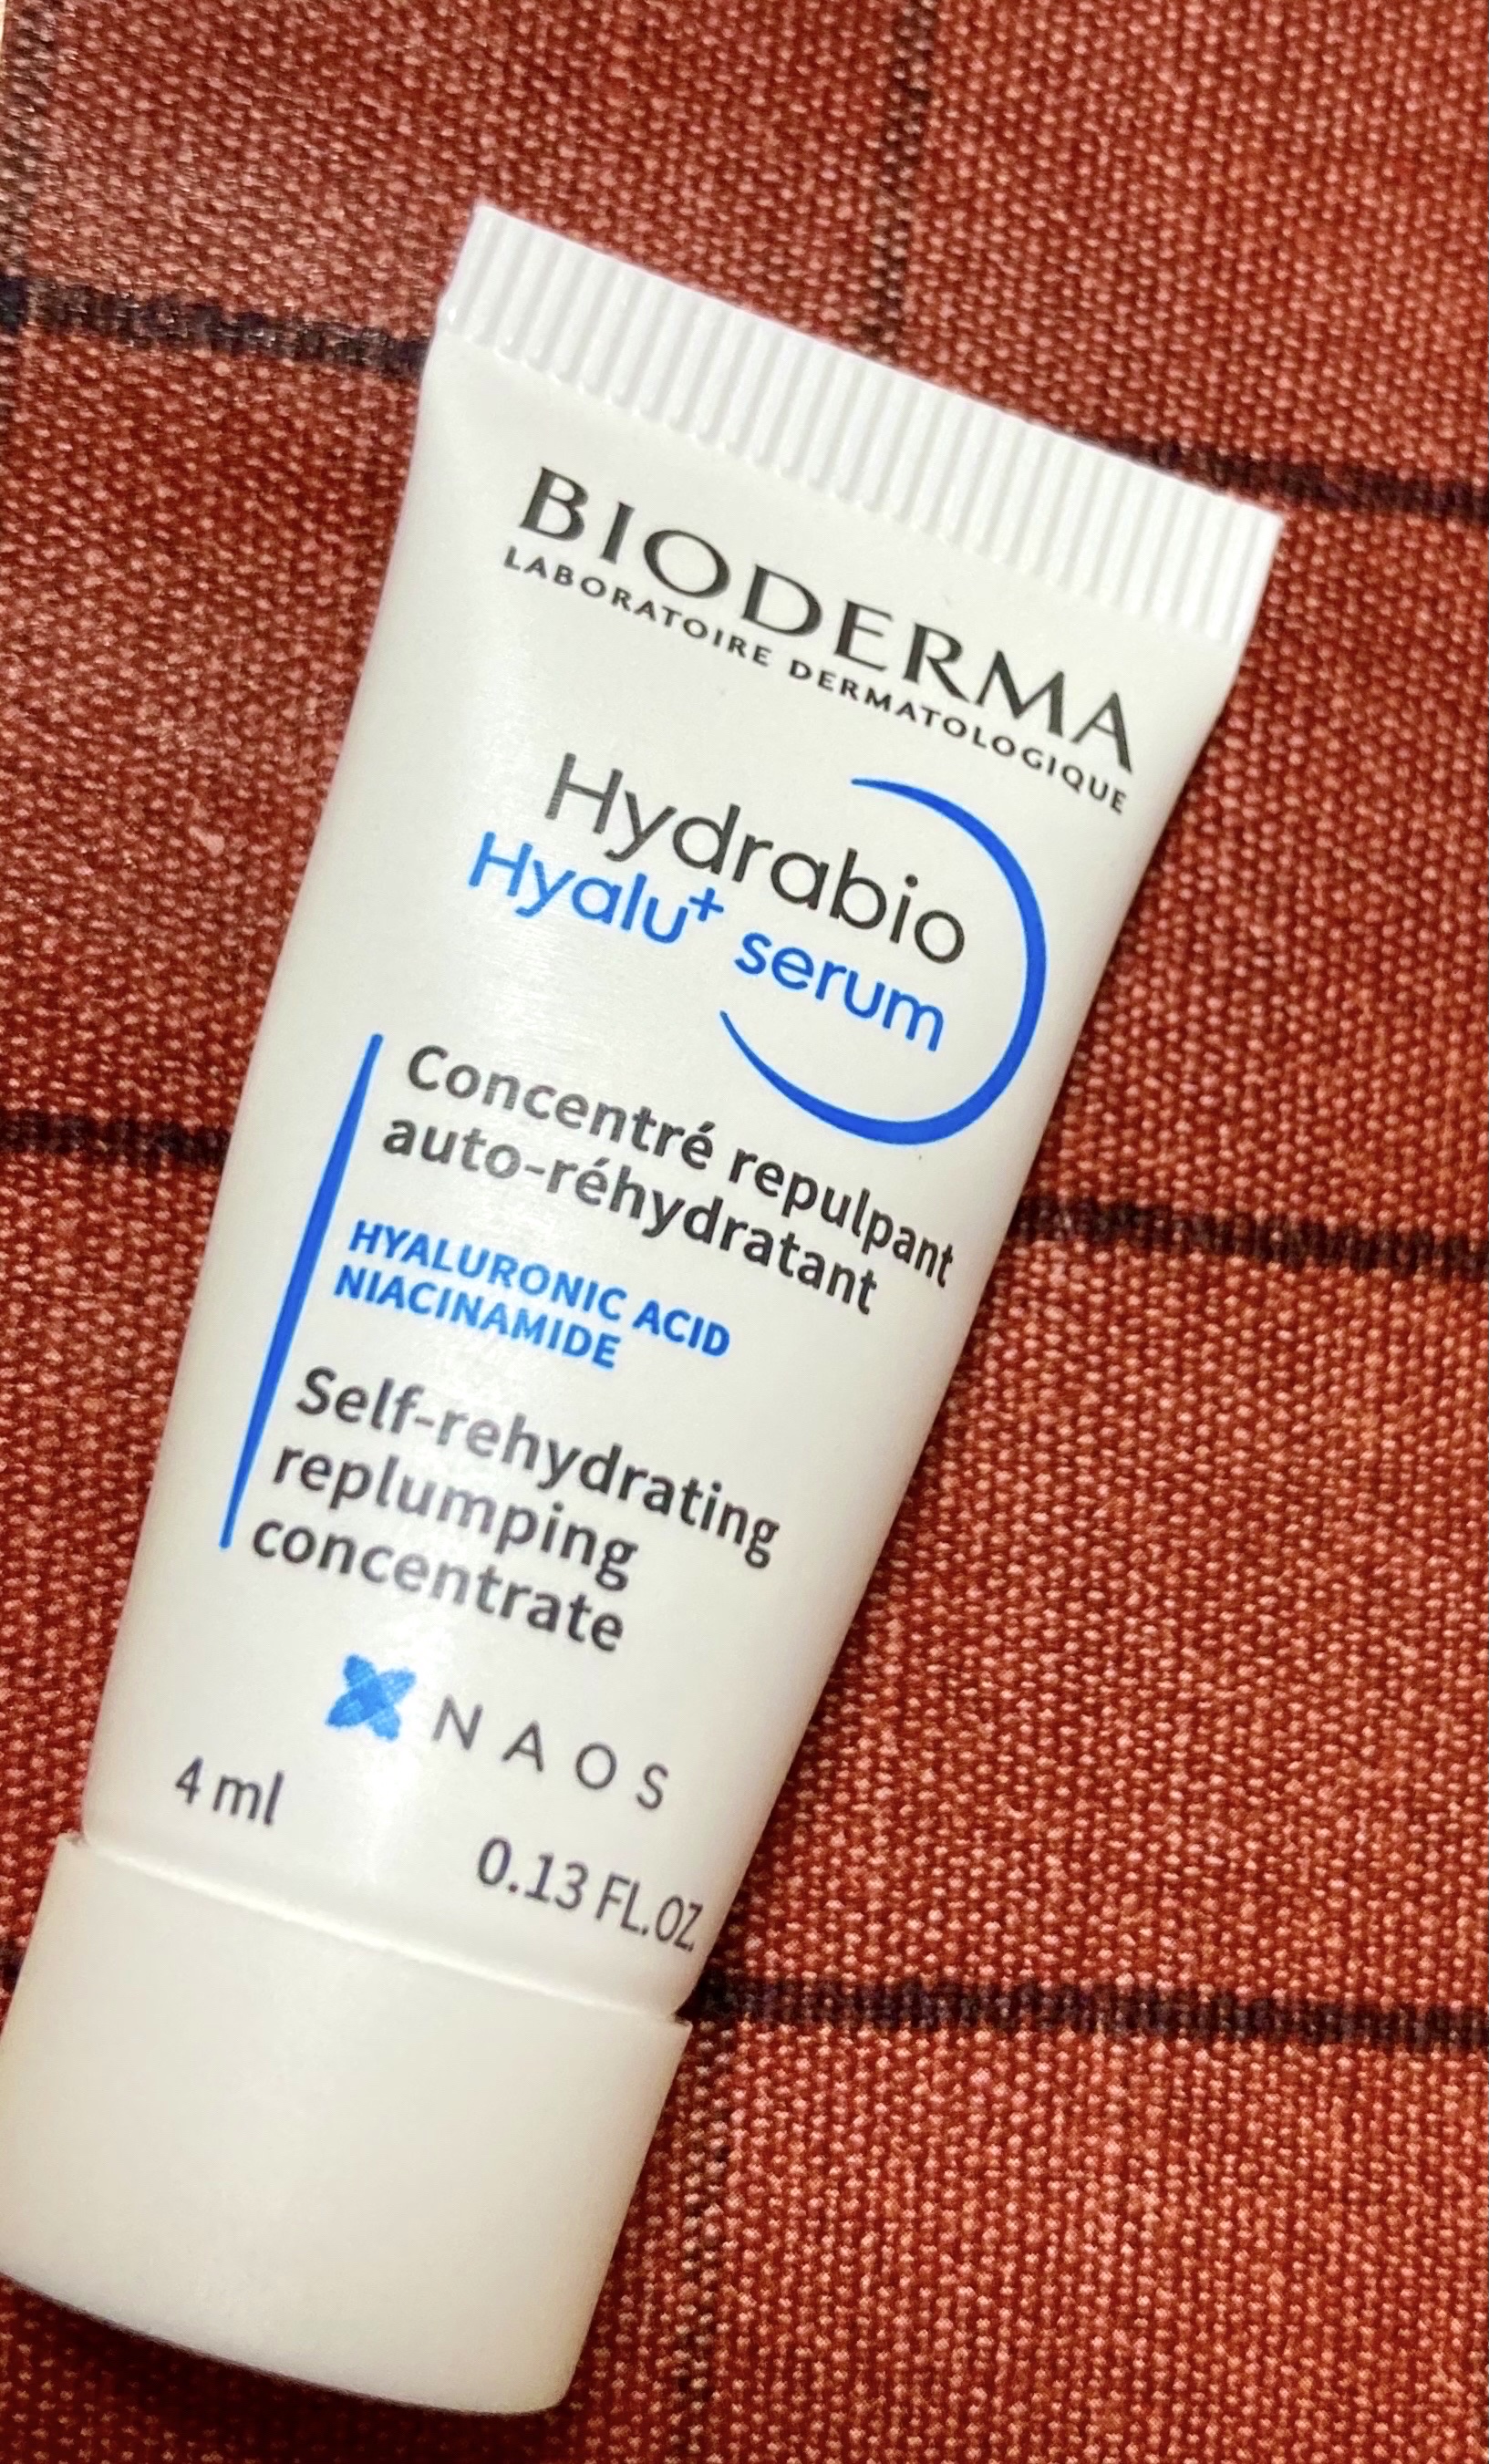 BIODERMA
LABORATOIRE DERMATOLOGIQUE
Hydrabio
Hyalu+ serum
Concentré repulpant
auto-réhydratant
HYALURONIC ACID
NIACINAMIDE
Self-rehydrating
replumping
concentrate
NAOS
4 ml
0.13 FL.OZ.